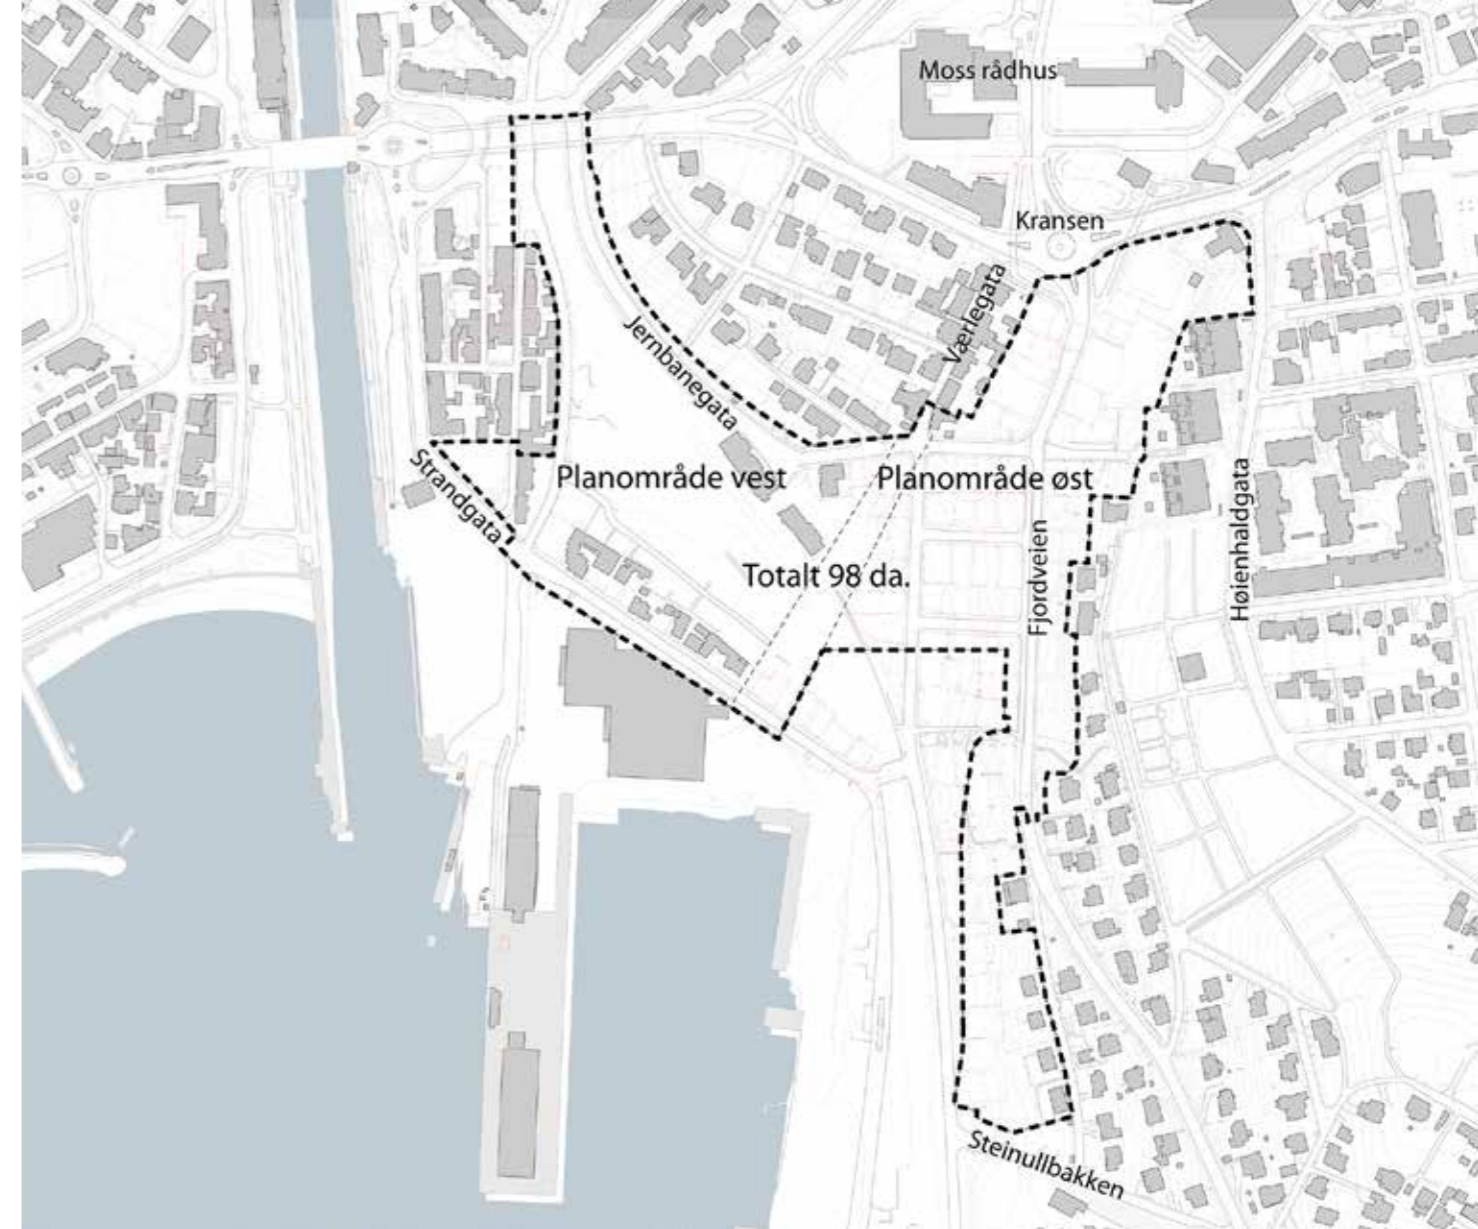 Moss rådhus
Kransen
Værlegata
Jernbanegata
Strandgata
Planområde vest
Planområde øst
Totalt 98 da.
Fjordveien
Høienhaldgata
Steinullbakken